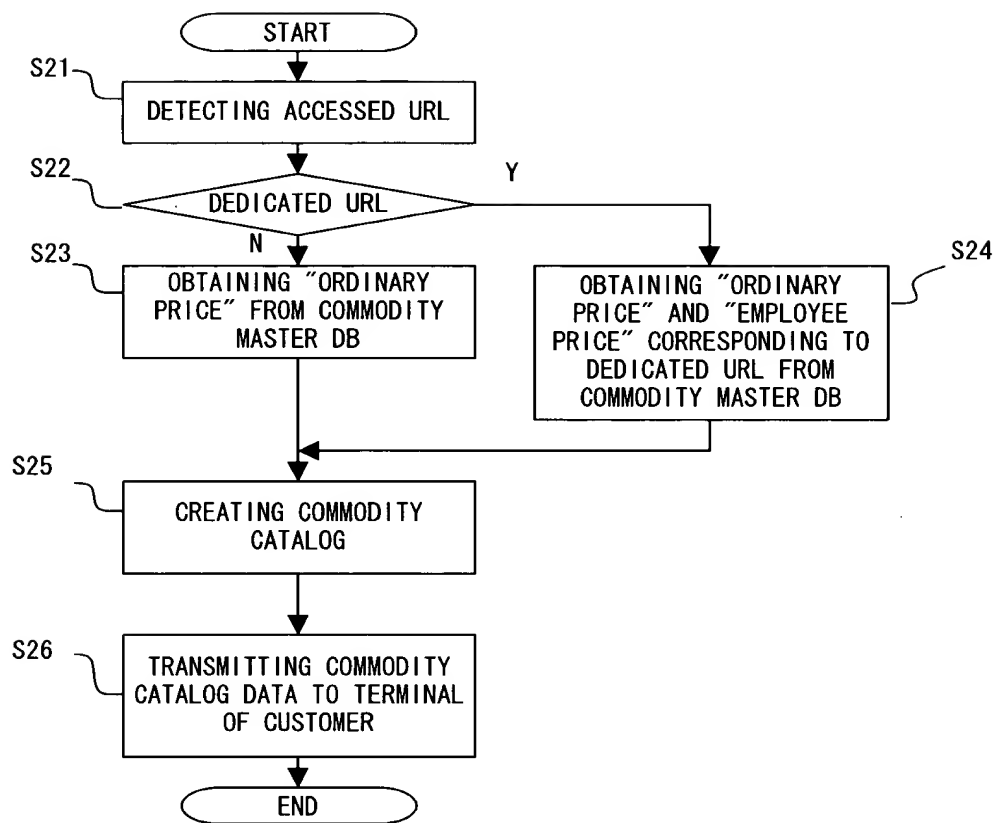 START
S21
DETECTING ACCESSED URL
S22
DEDICATED URL
Y
N
S23
OBTAINING "ORDINARY
PRICE" FROM COMMODITY
MASTER DB
S24
OBTAINING "ORDINARY
PRICE" AND "EMPLOYEE
PRICE" CORRESPONDING TO
DEDICATED URL FROM
COMMODITY MASTER DB
S25
CREATING COMMODITY
CATALOG
S26
TRANSMITTING COMMODITY
CATALOG DATA TO TERMINAL
OF CUSTOMER
END